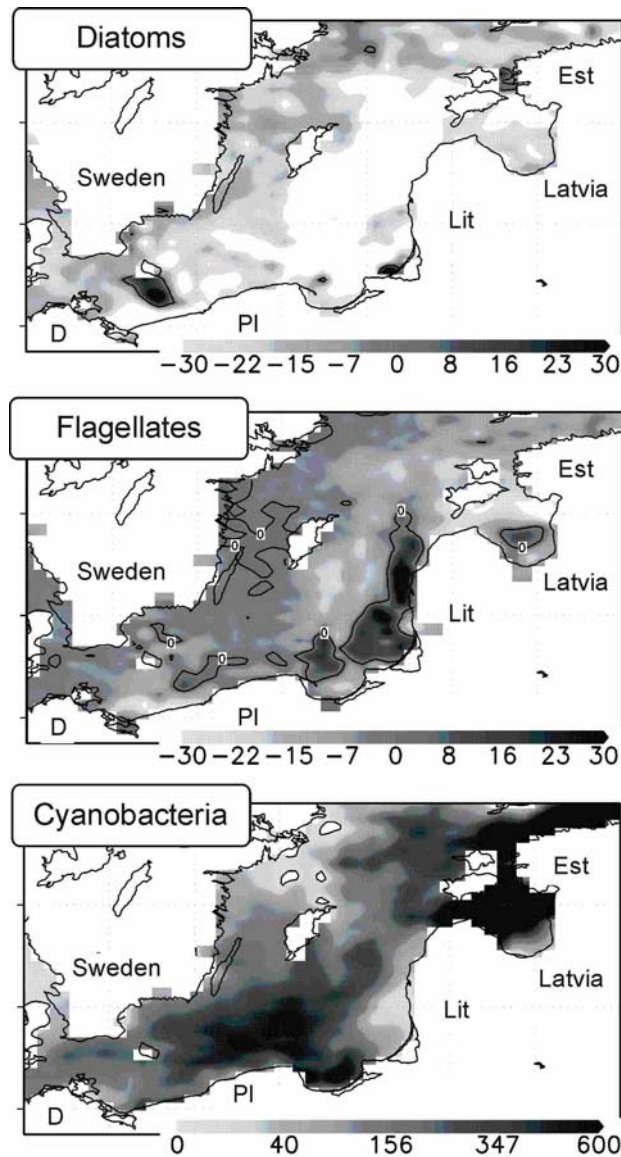 Diatoms
Est
Sweden
Latvia
Lit
D
Pl
−30 −22 −15 −7 0 8 16 23 30
Flagellates
Est
0
0
Sweden
Latvia
0
Lit
0
0
D
Pl
−30 −22 −15 −7 0 8 16 23 30
Cyanobacteria
Est
Sweden
Latvia
Lit
D
Pl
0 40 156 347 600